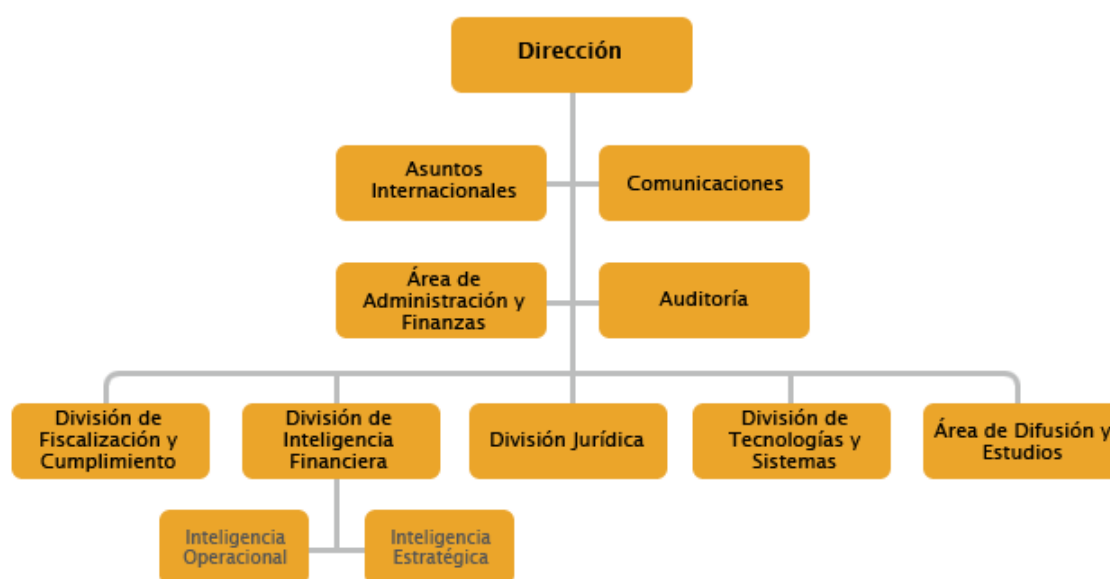 Dirección
Asuntos
Internacionales
Comunicaciones
Área de
Administración y
Finanzas
Auditoría
División de
Fiscalización y
Cumplimiento
División de
Inteligencia
Financiera
División Jurídica
División de
Tecnologías y
Sistemas
Área de Difusión y
Estudios
Inteligencia
Operacional
Inteligencia
Estratégica